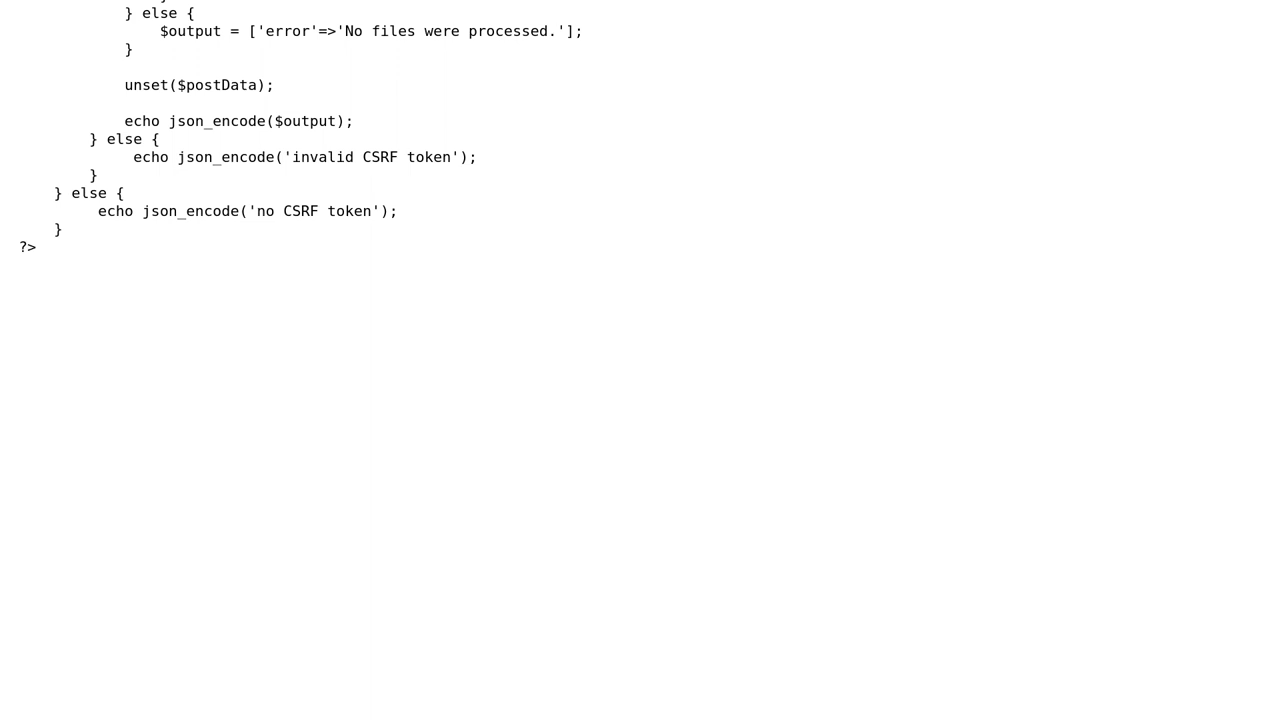 } else {
$output = ['error'=>'No files were processed.'];
}
unset($postData);
echo json_encode($output);
} else {
echo json_encode('invalid CSRF token');
}
} else {
echo json_encode('no CSRF token');
}
?>